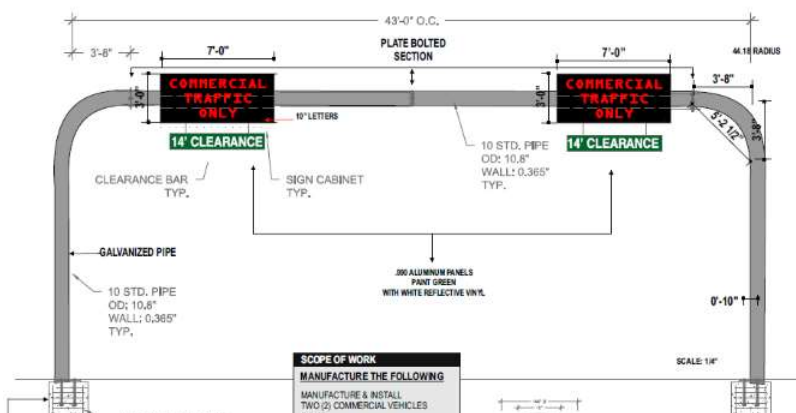 43'-0" O.C.
3'-8"
7'-0"
PLATE BOLTED
SECTION
7'-0"
44.18 RADIUS
3'-8"
3'-0"
COMMERCIAL
TRAFFIC
ONLY
3'-0"
COMMERCIAL
TRAFFIC
ONLY
10" LETTERS
5'-2 1/2"
3'-8"
14' CLEARANCE
14' CLEARANCE
10 STD. PIPE
OD: 10.8"
WALL: 0.365"
TYP.
CLEARANCE BAR
TYP.
SIGN CABINET
TYP.
GALVANIZED PIPE
.090 ALUMINUM PANELS
PAINT GREEN
WITH WHITE REFLECTIVE VINYL
10 STD. PIPE
OD: 10.8"
WALL: 0.365"
TYP.
0'-10"
SCOPE OF WORK
SCALE: 1/4"
MANUFACTURE THE FOLLOWING
MANUFACTURE & INSTALL
TWO (2) COMMERCIAL VEHICLES